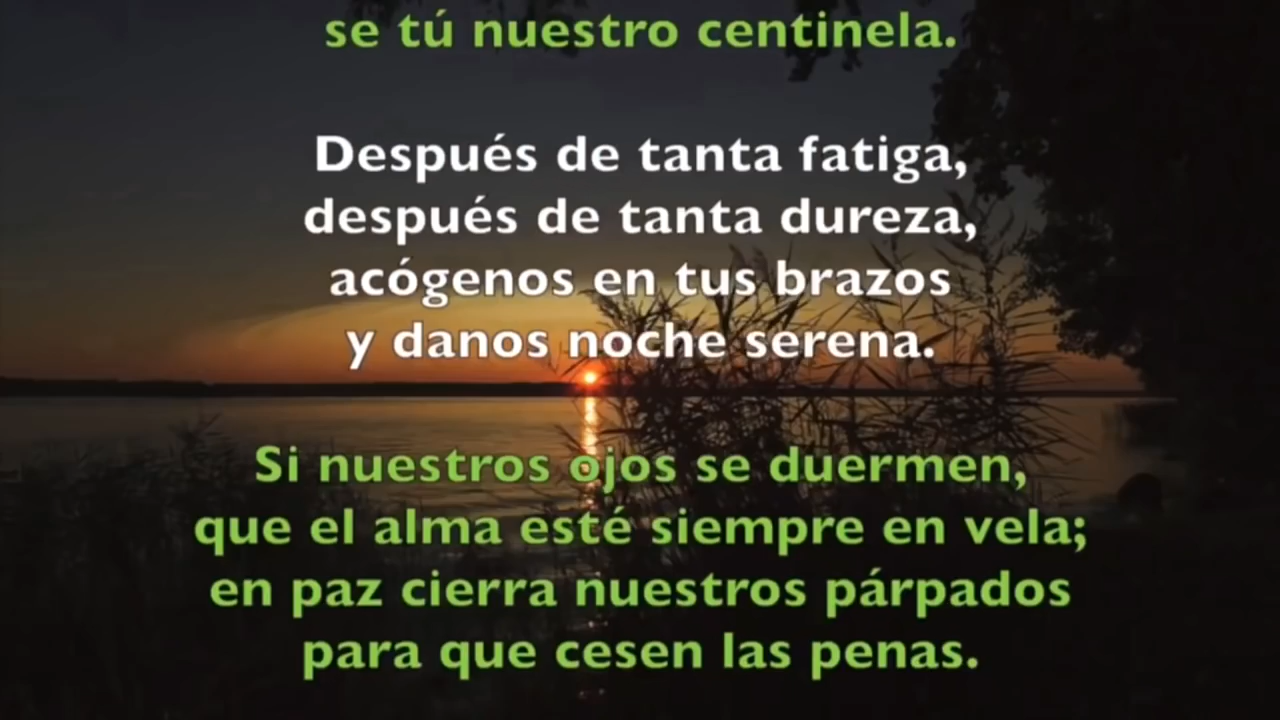 se tú nuestro centinela.
Después de tanta fatiga,
después de tanta dureza,
acógenos en tus brazos
y danos noche serena.
Si nuestros ojos se duermen,
que el alma esté siempre en vela;
en paz cierra nuestros párpados
para que cesen las penas.